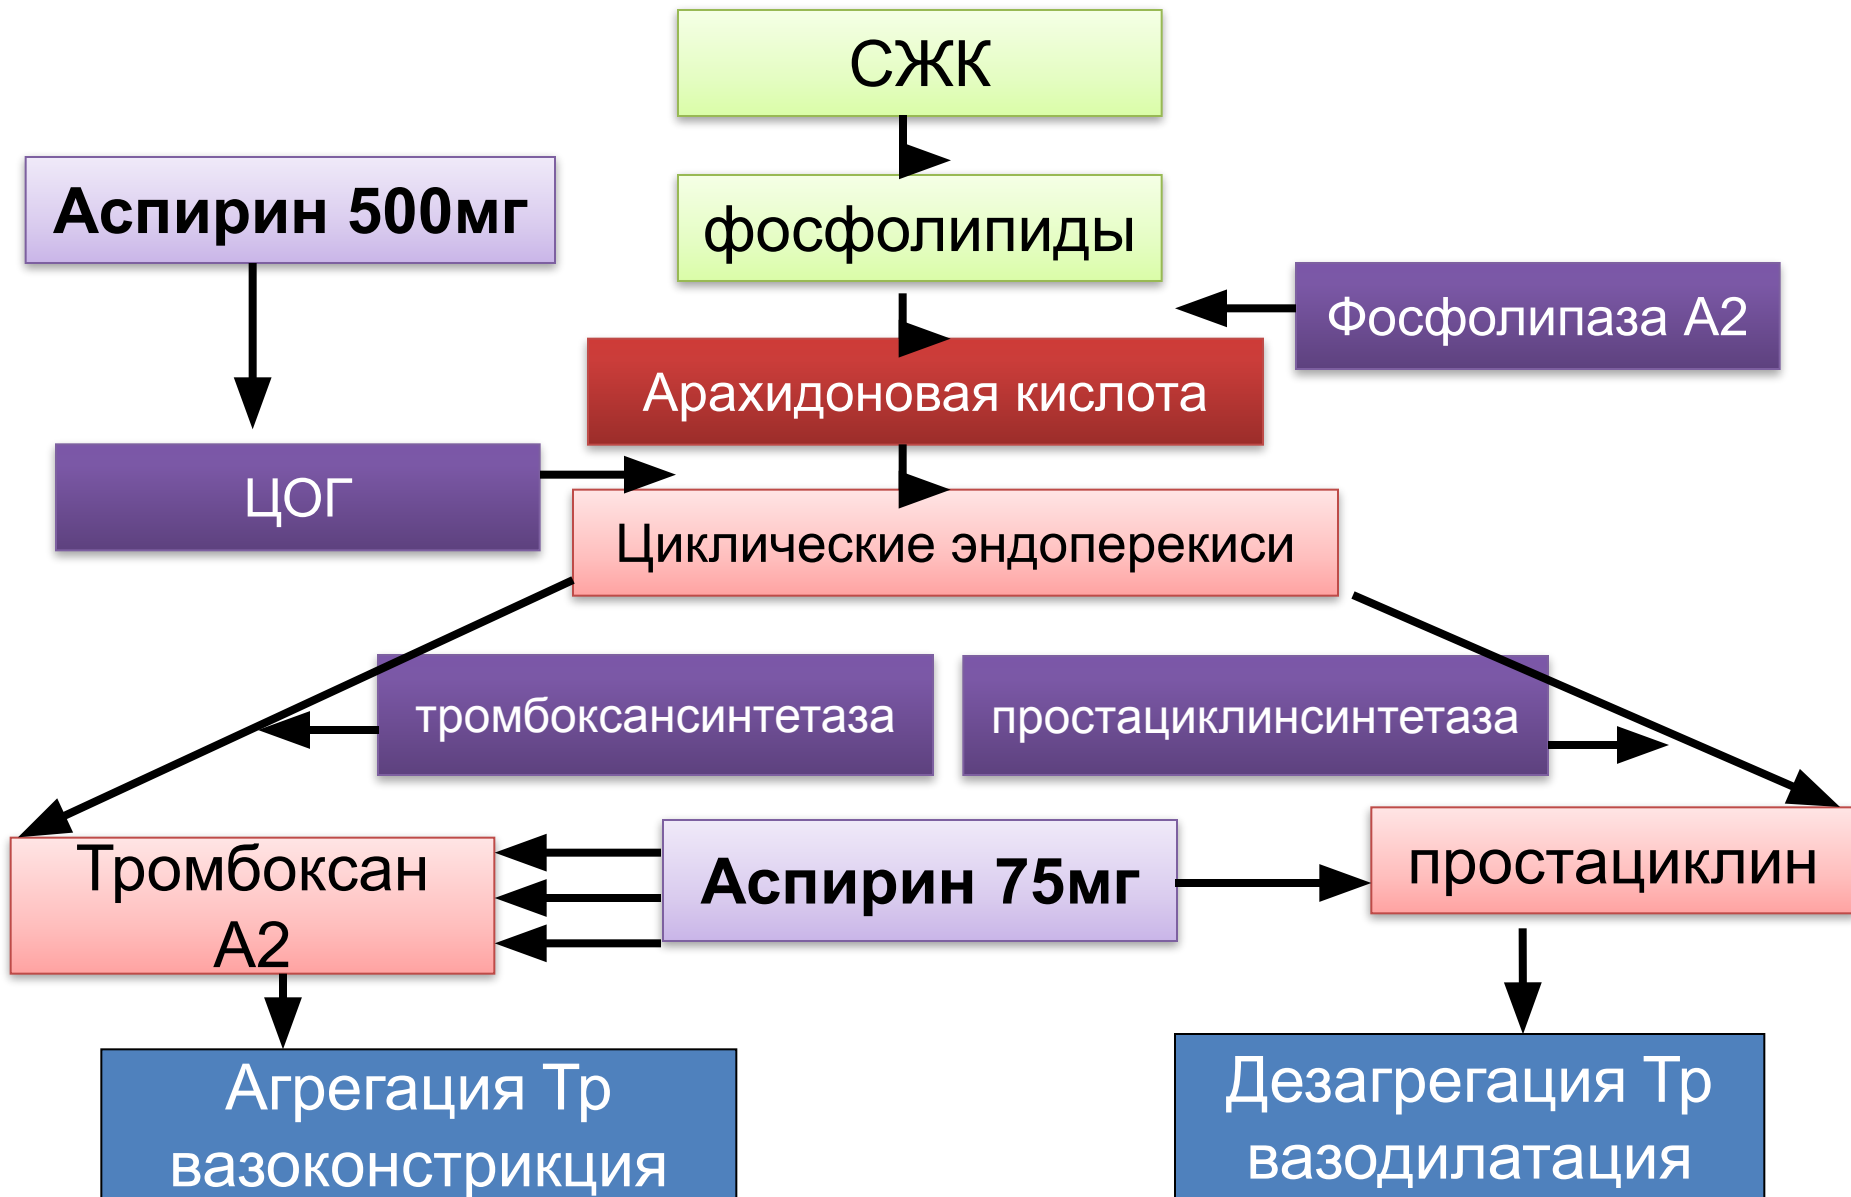 СЖК
Аспирин 500мг
фосфолипиды
Фосфолипаза А2
Арахидоновая кислота
ЦОГ
Циклические эндоперекиси
тромбоксансинтетаза
простациклинсинтетаза
Тромбоксан
А2
Аспирин 75мг
простациклин
Агрегация Тр
вазоконстрикция
Дезагрегация Тр
вазодилатация